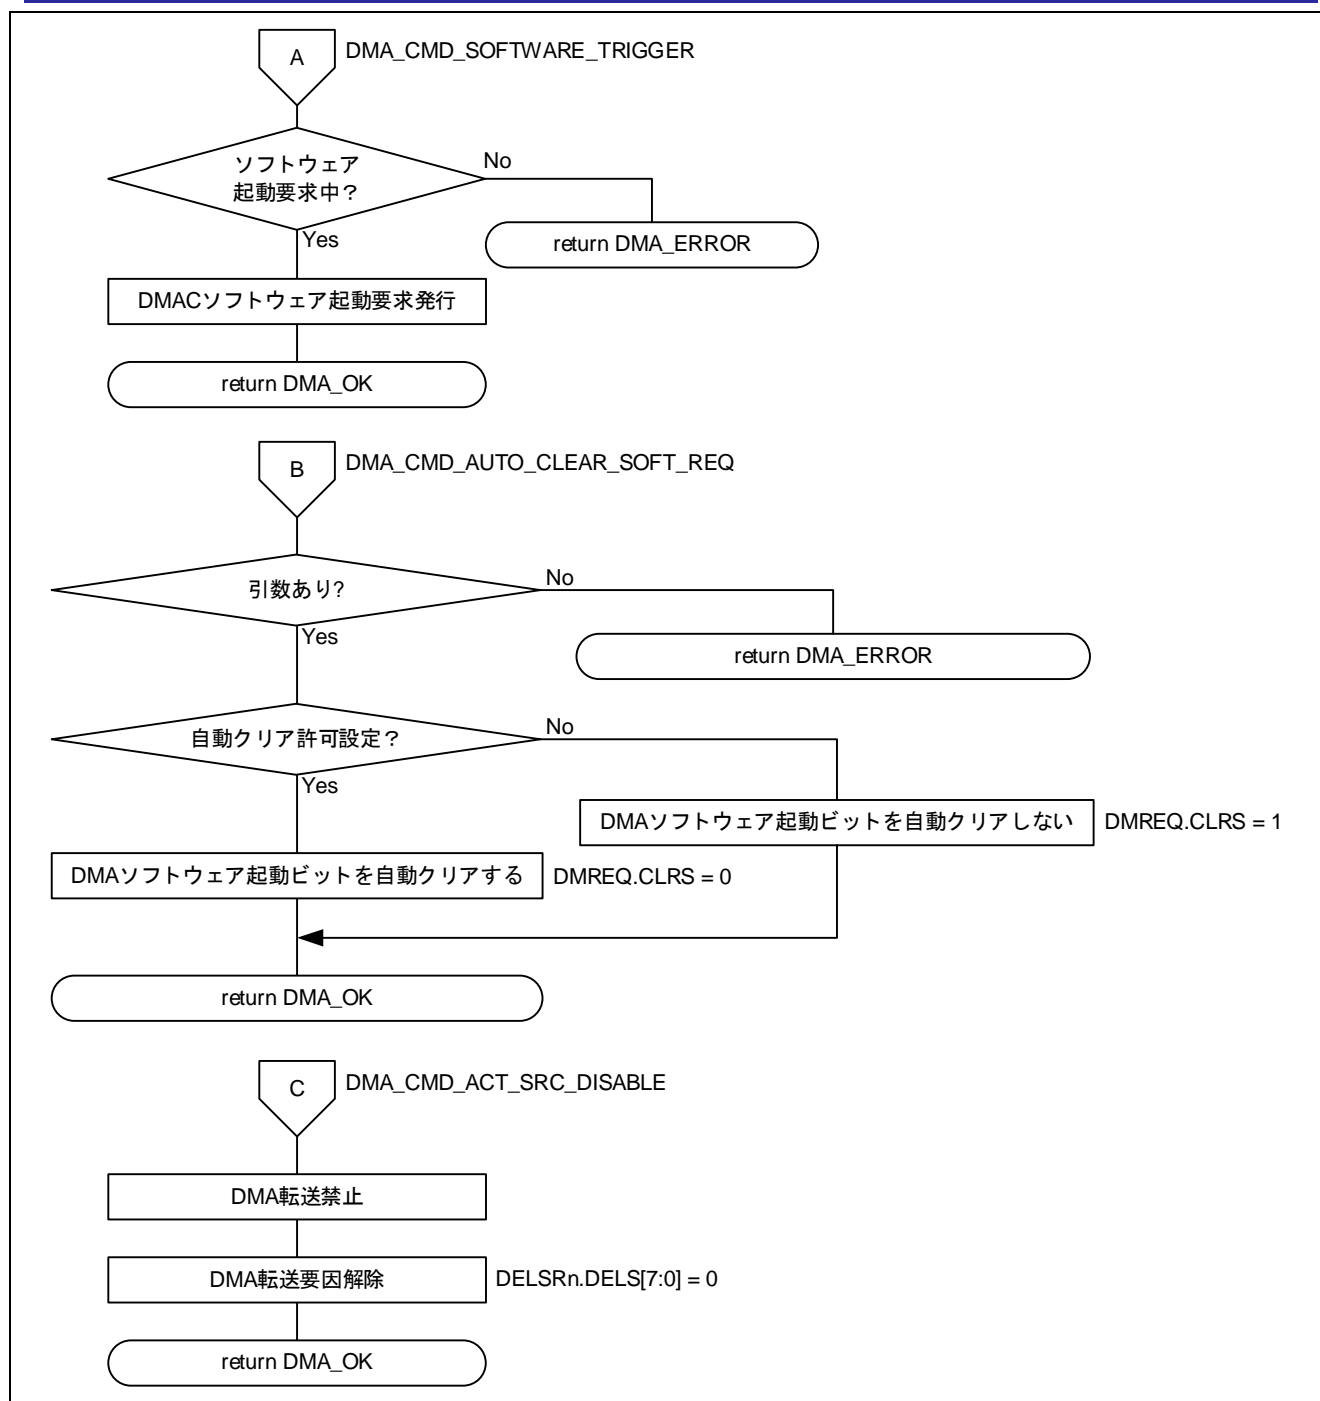 A
DMA_CMD_SOFTWARE_TRIGGER
ソフトウェア
起動要求中？
No
Yes
return DMA_ERROR
DMACソフトウェア起動要求発行
return DMA_OK
B
DMA_CMD_AUTO_CLEAR_SOFT_REQ
引数あり?
No
Yes
return DMA_ERROR
自動クリア許可設定？
No
Yes
DMAソフトウェア起動ビットを自動クリアしない
DMREQ.CLRS = 1
DMAソフトウェア起動ビットを自動クリアする
DMREQ.CLRS = 0
return DMA_OK
C
DMA_CMD_ACT_SRC_DISABLE
DMA転送禁止
DMA転送要因解除
DELSRn.DELS[7:0] = 0
return DMA_OK